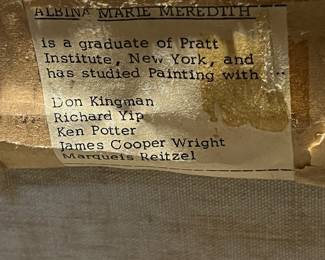 ALBINA MARIE MEREDITH
is a graduate of Pratt
Institute, New York, and
has studied Painting with...
Don Kingman
Richard Yip
Ken Potter
James Cooper Wright
Marqueis Reitzel